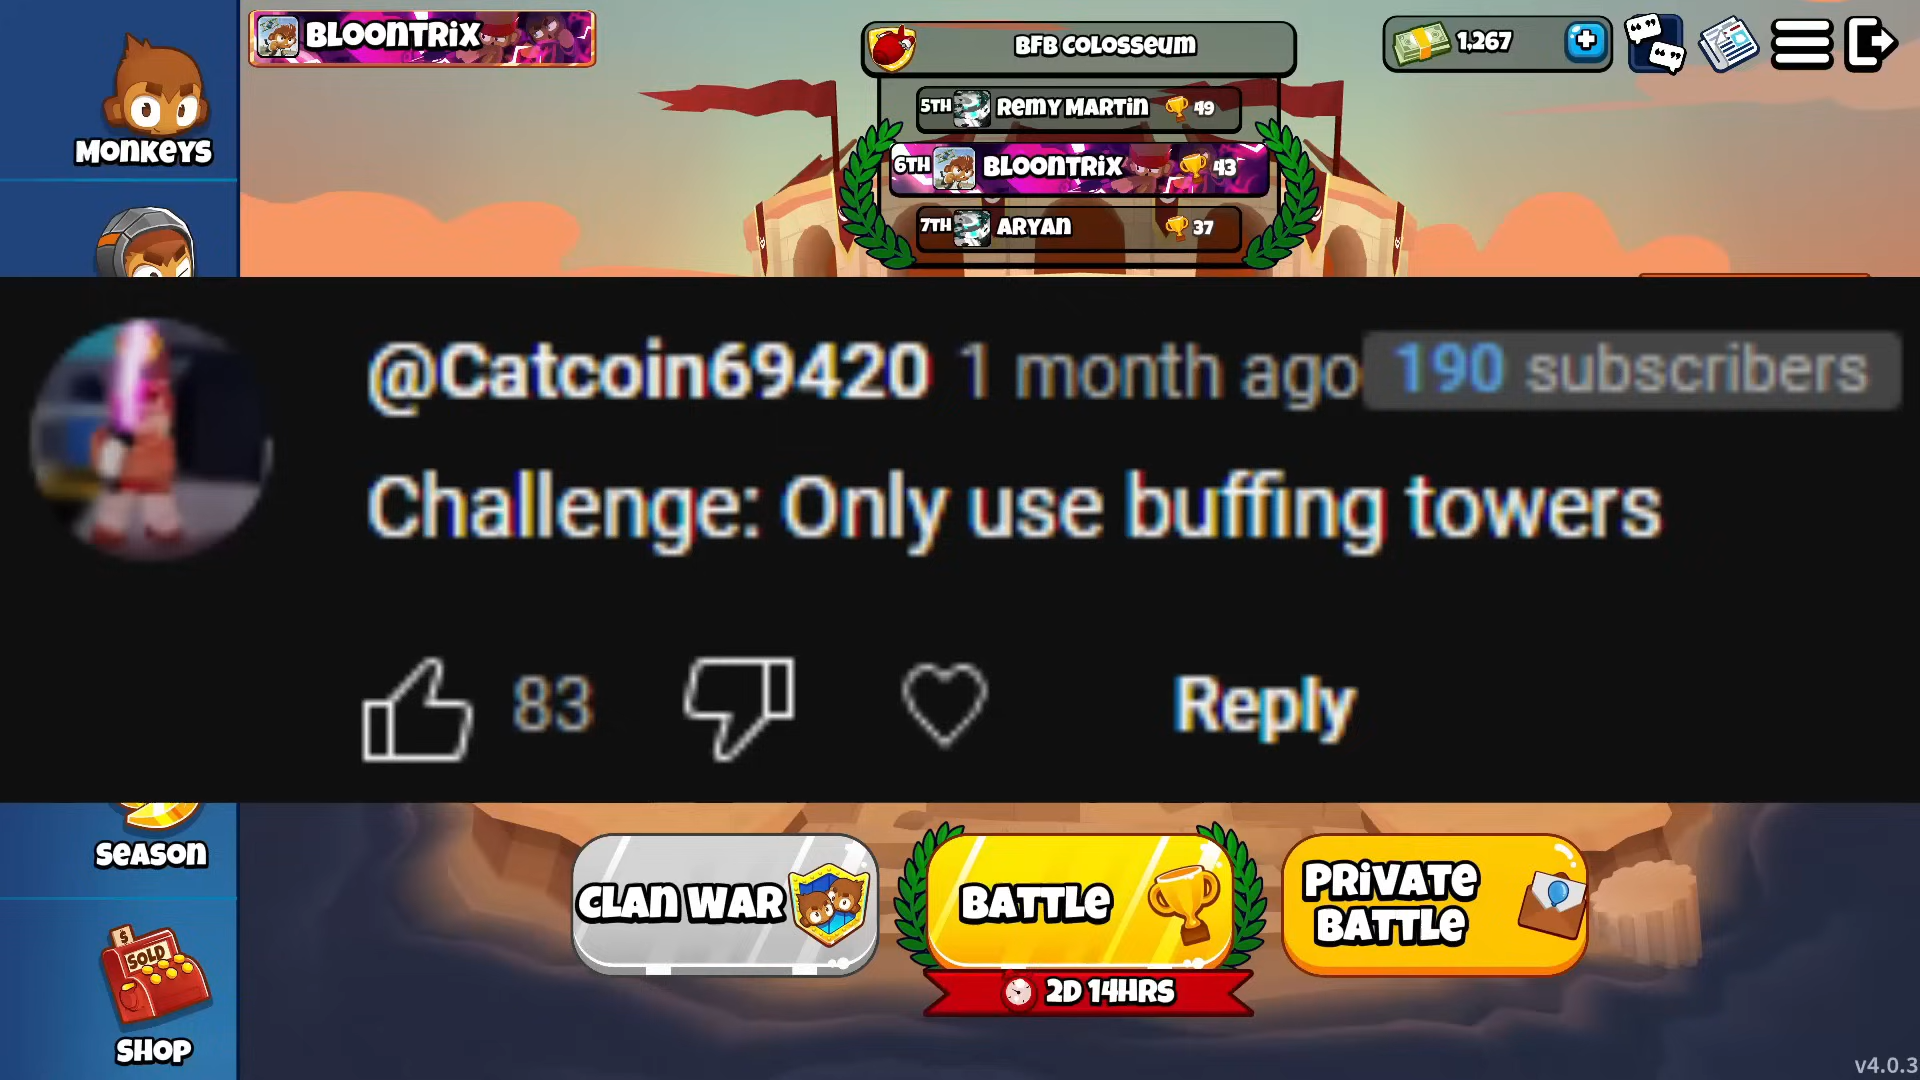 BLOONTRIX
BFB COLOSSEUM
1,267
5TH REMY MARTIN 49
6TH BLOONTRIX 43
7TH ARYAN 37
MONKEYS
@Catcoin69420 1 month ago 190 subscribers
Challenge: Only use buffing towers
83 Reply
SEASON
CLAN WAR
BATTLE
PRIVATE
BATTLE
2D 14HRS
$
SOLD
SHOP
v4.0.3